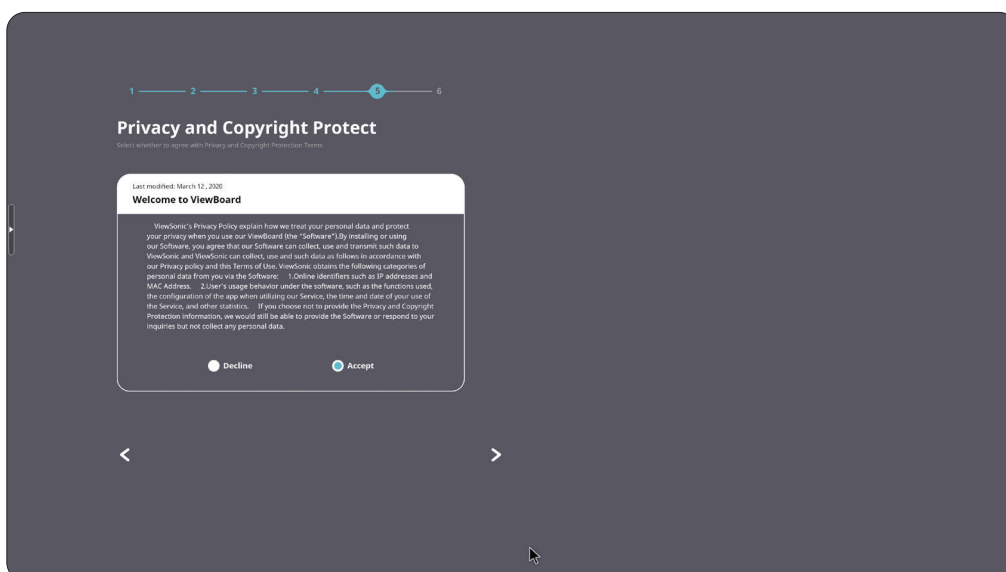 1 2 3 4 5 6
Privacy and Copyright Protect
Select whether to agree with Privacy and Copyright Protection Terms
Last modified: March 12 , 2020
Welcome to ViewBoard
ViewSonic's Privacy Policy explain how we treat your personal data and protect
your privacy when you use our ViewBoard (the "Software").By installing or using
our Software, you agree that our Software can collect, use and transmit such data to
ViewSonic and ViewSonic can collect, use and such data as follows in accordance with
our Privacy policy and this Terms of Use. ViewSonic obtains the following categories of
personal data from you via the Software: 1.Online identifiers such as IP addresses and
MAC Address. 2.User's usage behavior under the software, such as the functions used,
the configuration of the app when utilizing our Service, the time and date of your use of
the Service, and other statistics. If you choose not to provide the Privacy and Copyright
Protection information, we would still be able to provide the Software or respond to your
inquiries but not collect any personal data.
Decline Accept